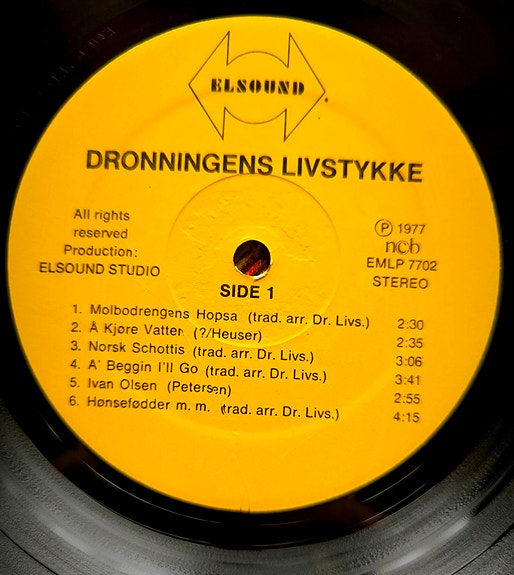 ELSOUND
DRONNINGENS LIVSTYKKE
All rights
reserved
Production:
ELSOUND STUDIO
Ⓟ 1977
ncb
EMLP 7702
STEREO
SIDE 1
1. Molbodrengens Hopsa (trad. arr. Dr. Livs.) 2:30
2. Å Kjøre Vatter (?/Heuser) 2:35
3. Norsk Schottis (trad. arr. Dr. Livs.) 3:06
4. A' Beggin I'll Go (trad. arr. Dr. Livs.) 3:41
5. Ivan Olsen (Petersen) 2:55
6. Hønsefødder m. m. (trad. arr. Dr. Livs.) 4:15